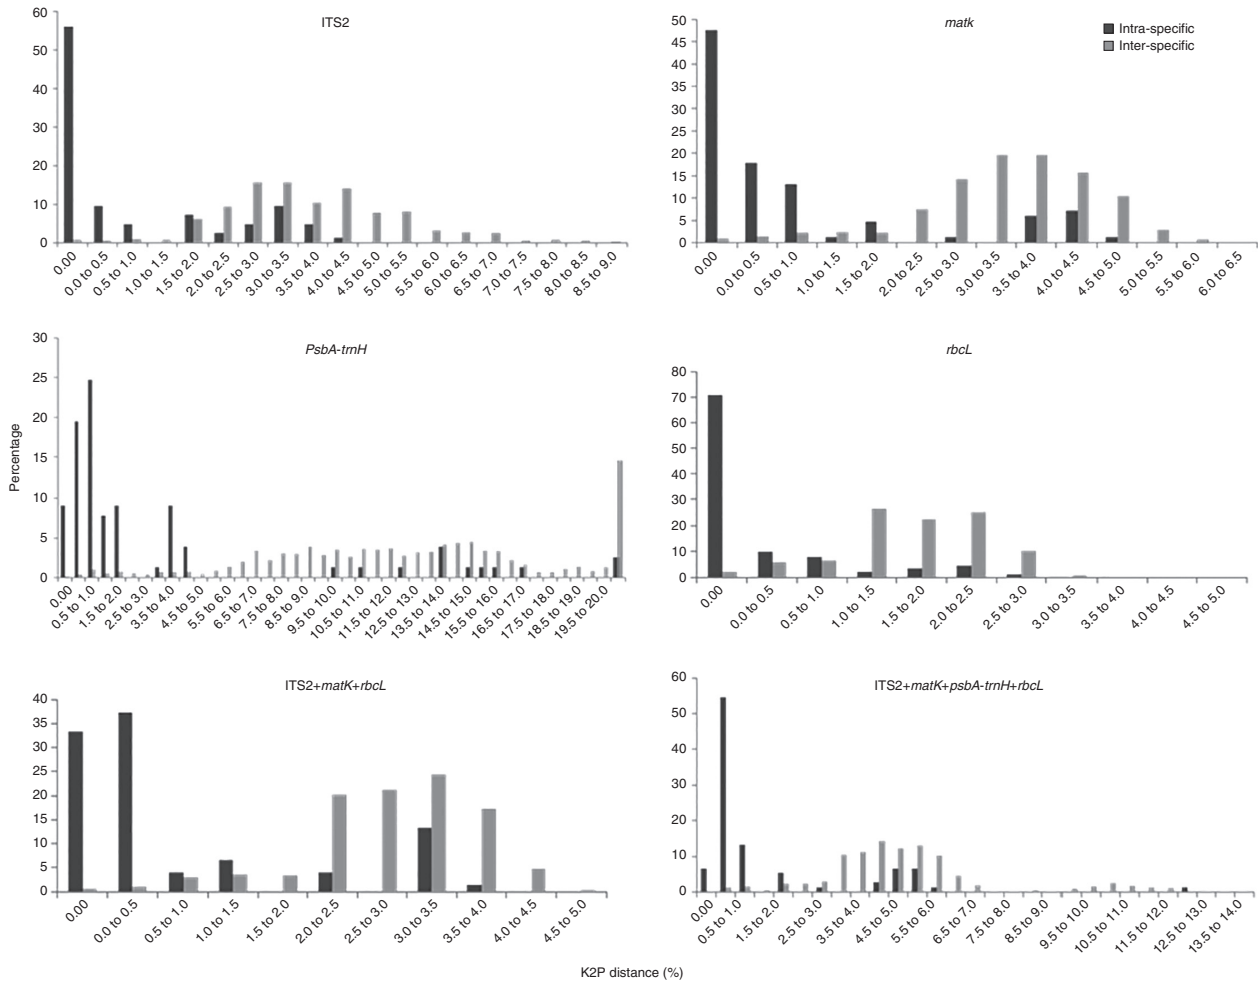 ITS2
60
50
40
30
20
10
0
0.00
0.0 to 0.5
0.5 to 1.0
1.0 to 1.5
1.5 to 2.0
2.0 to 2.5
2.5 to 3.0
3.0 to 3.5
3.5 to 4.0
4.0 to 4.5
4.5 to 5.0
5.0 to 5.5
5.5 to 6.0
6.0 to 6.5
6.5 to 7.0
7.0 to 7.5
7.5 to 8.0
8.0 to 8.5
8.5 to 9.0
matk
Intra-specific
Inter-specific
50
45
40
35
30
25
20
15
10
5
0
0.00
0.0 to 0.5
0.5 to 1.0
1.0 to 1.5
1.5 to 2.0
2.0 to 2.5
2.5 to 3.0
3.0 to 3.5
3.5 to 4.0
4.0 to 4.5
4.5 to 5.0
5.0 to 5.5
5.5 to 6.0
6.0 to 6.5
PsbA-trnH
Percentage
30
25
20
15
10
5
0
0.00
0.5 to 1.0
1.5 to 2.0
2.5 to 3.0
3.5 to 4.0
4.5 to 5.0
5.5 to 6.0
6.5 to 7.0
7.5 to 8.0
8.5 to 9.0
9.5 to 10.0
10.5 to 11.0
11.5 to 12.0
12.5 to 13.0
13.5 to 14.0
14.5 to 15.0
15.5 to 16.0
16.5 to 17.0
17.5 to 18.0
18.5 to 19.0
19.5 to 20.0
rbcL
80
70
60
50
40
30
20
10
0
0.00
0.0 to 0.5
0.5 to 1.0
1.0 to 1.5
1.5 to 2.0
2.0 to 2.5
2.5 to 3.0
3.0 to 3.5
3.5 to 4.0
4.0 to 4.5
4.5 to 5.0
ITS2+matK+rbcL
40
35
30
25
20
15
10
5
0
0.00
0.0 to 0.5
0.5 to 1.0
1.0 to 1.5
1.5 to 2.0
2.0 to 2.5
2.5 to 3.0
3.0 to 3.5
3.5 to 4.0
4.0 to 4.5
4.5 to 5.0
ITS2+matK+psbA-trnH+rbcL
60
50
40
30
20
10
0
0.00
0.5 to 1.0
1.5 to 2.0
2.5 to 3.0
3.5 to 4.0
4.5 to 5.0
5.5 to 6.0
6.5 to 7.0
7.5 to 8.0
8.5 to 9.0
9.5 to 10.0
10.5 to 11.0
11.5 to 12.0
12.5 to 13.0
13.5 to 14.0
K2P distance (%)